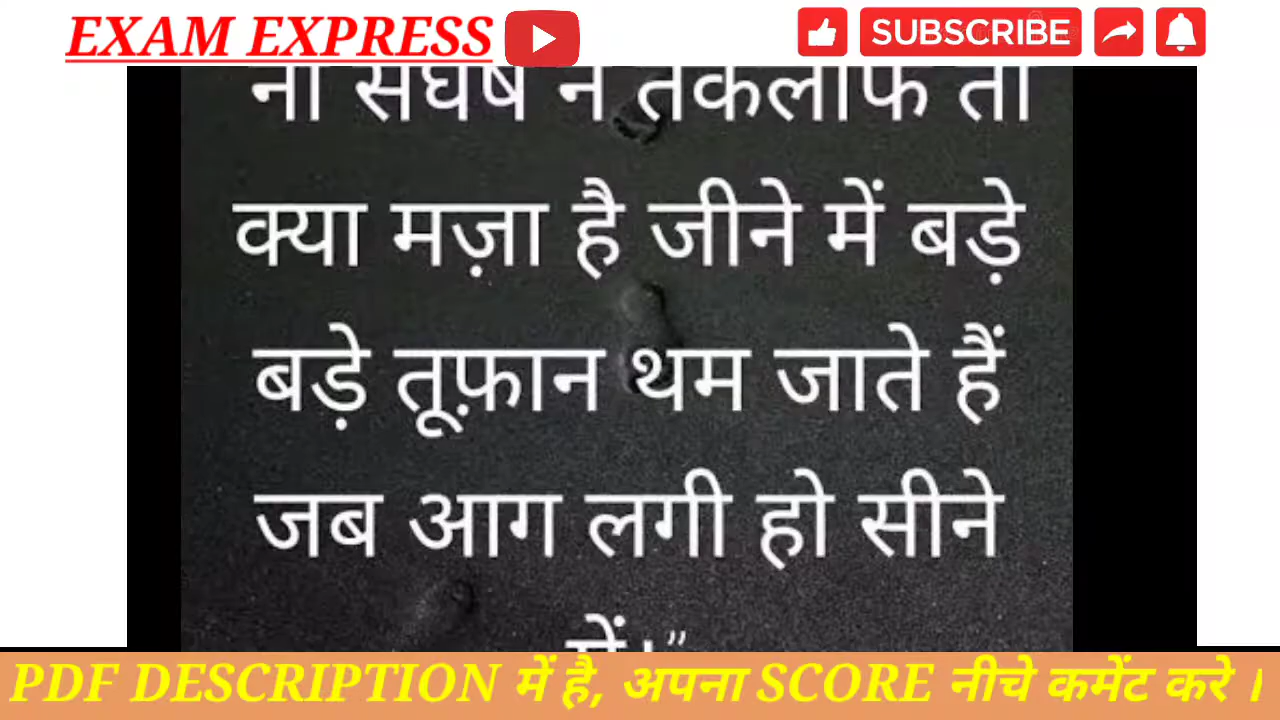 EXAM EXPRESS
SUBSCRIBE
ना संघर्ष न तकलीफ तो
क्या मज़ा है जीने में बड़े
बड़े तूफ़ान थम जाते हैं
जब आग लगी हो सीने
में।”
PDF DESCRIPTION में है, अपना SCORE नीचे कमेंट करे ।